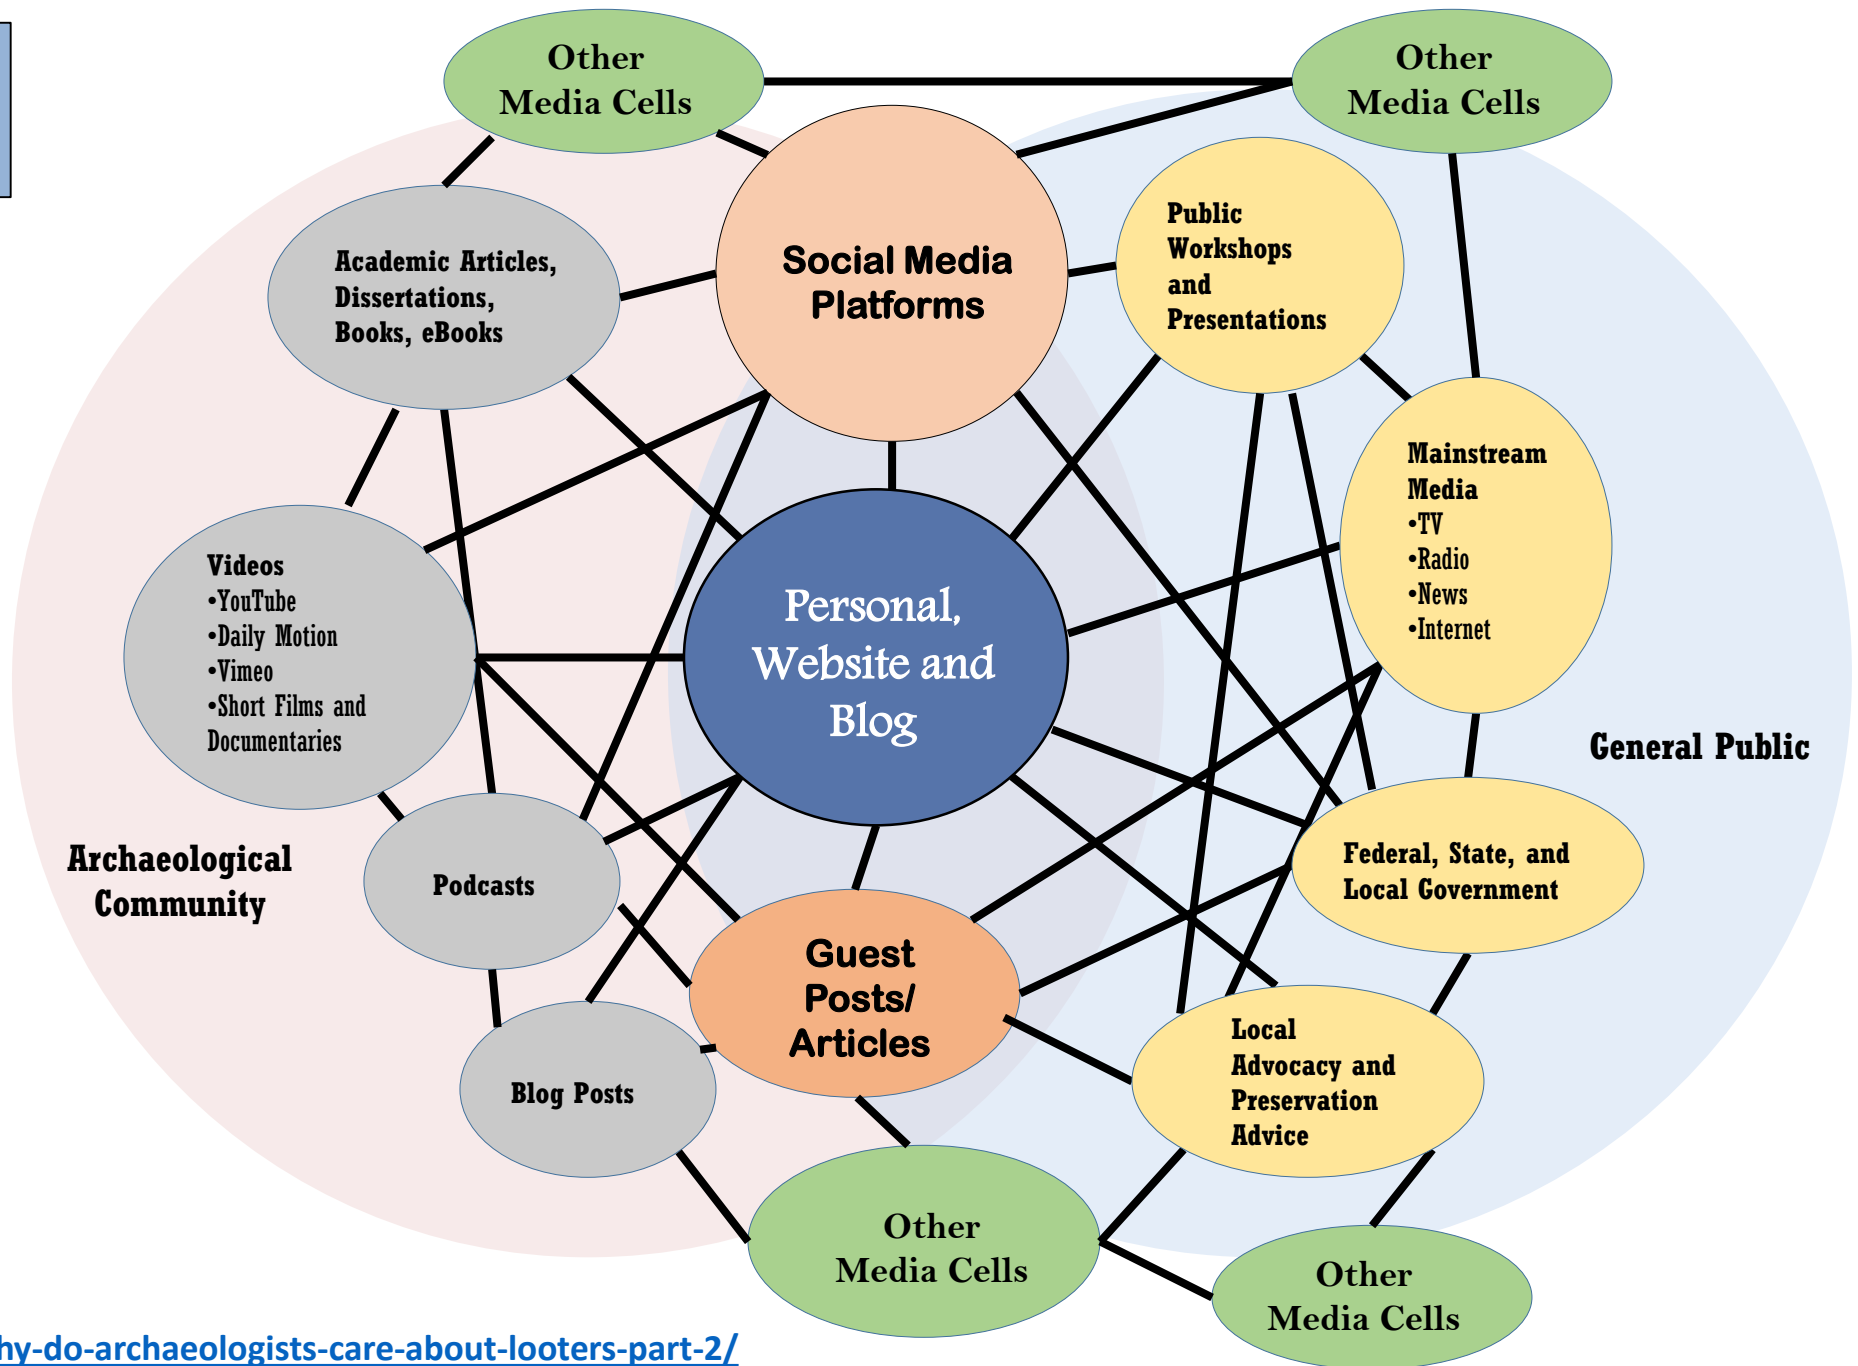 Other
Media Cells
Other
Media Cells
Social Media
Platforms
Public
Workshops
and
Presentations
Academic Articles,
Dissertations,
Books, eBooks
Mainstream
Media
•TV
•Radio
•News
•Internet
Videos
•YouTube
•Daily Motion
•Vimeo
•Short Films and
Documentaries
Personal,
Website and
Blog
General Public
Archaeological
Community
Podcasts
Federal, State, and
Local Government
Guest
Posts/
Articles
Blog Posts
Local
Advocacy and
Preservation
Advice
Other
Media Cells
Other
Media Cells
hy-do-archaeologists-care-about-looters-part-2/